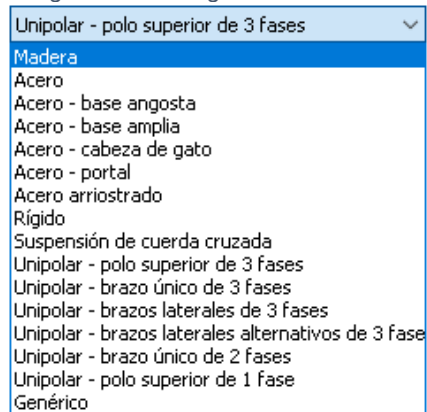 Unipolar - polo superior de 3 fases
Madera
Acero
Acero - base angosta
Acero - base amplia
Acero - cabeza de gato
Acero - portal
Acero arriostrado
Rígido
Suspensión de cuerda cruzada
Unipolar - polo superior de 3 fases
Unipolar - brazo único de 3 fases
Unipolar - brazos laterales de 3 fases
Unipolar - brazos laterales alternativos de 3 fase
Unipolar - brazo único de 2 fases
Unipolar - polo superior de 1 fase
Genérico